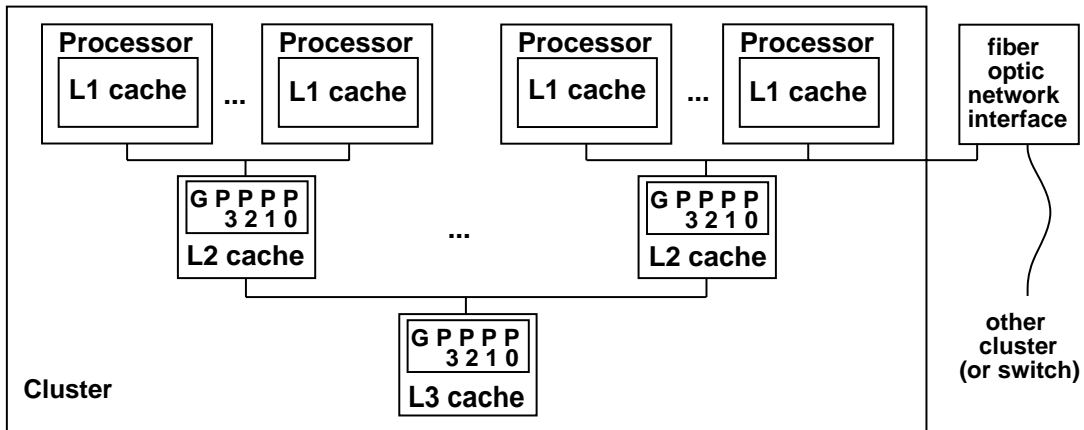 Processor
L1 cache
...
Processor
L1 cache
Processor
L1 cache
...
Processor
L1 cache
fiber
optic
network
interface
G P P P P
3 2 1 0
L2 cache
...
G P P P P
3 2 1 0
L2 cache
G P P P P
3 2 1 0
L3 cache
Cluster
other
cluster
(or switch)